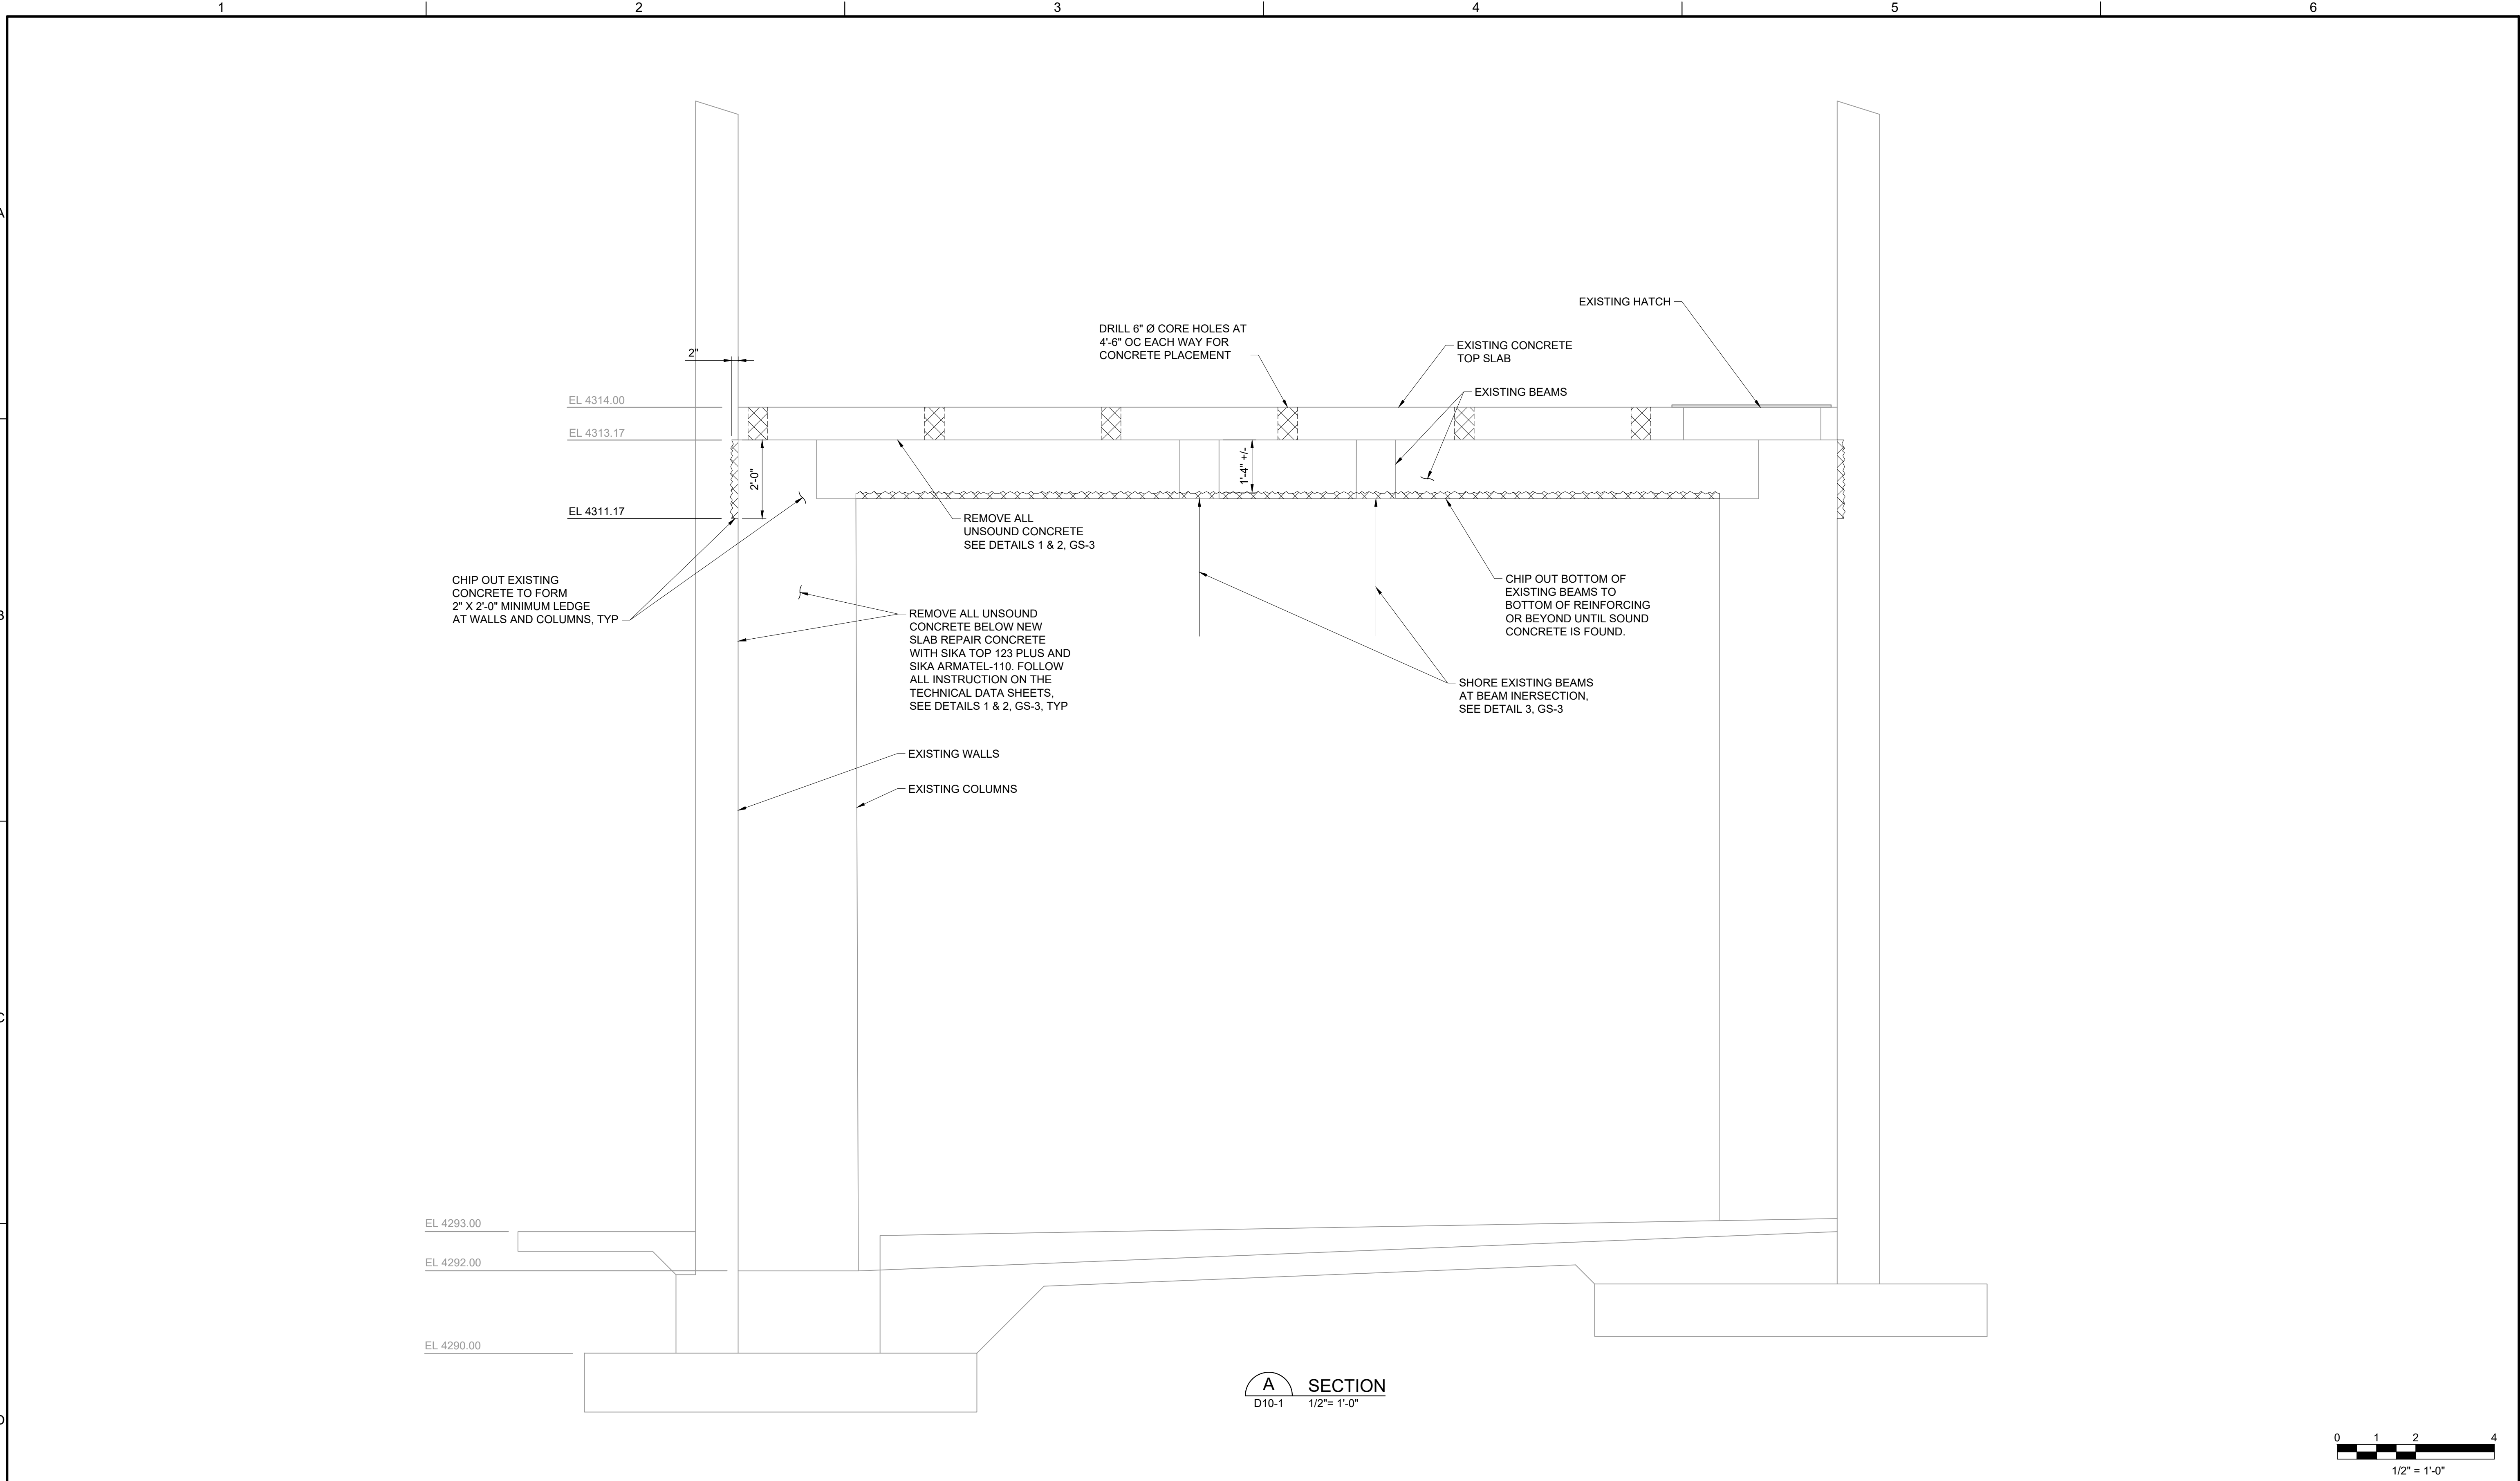 1 2 3 4 5 6
A
B
C
D
EXISTING HATCH
DRILL 6" Ø CORE HOLES AT
4'-6" OC EACH WAY FOR
CONCRETE PLACEMENT
EXISTING CONCRETE
TOP SLAB
EXISTING BEAMS
2"
EL 4314.00
EL 4313.17
2'-0"
1'-4" +/-
EL 4311.17
REMOVE ALL
UNSOUND CONCRETE
SEE DETAILS 1 & 2, GS-3
CHIP OUT EXISTING
CONCRETE TO FORM
2" X 2'-0" MINIMUM LEDGE
AT WALLS AND COLUMNS, TYP
CHIP OUT BOTTOM OF
EXISTING BEAMS TO
BOTTOM OF REINFORCING
OR BEYOND UNTIL SOUND
CONCRETE IS FOUND.
REMOVE ALL UNSOUND
CONCRETE BELOW NEW
SLAB REPAIR CONCRETE
WITH SIKA TOP 123 PLUS AND
SIKA ARMATEL-110. FOLLOW
ALL INSTRUCTION ON THE
TECHNICAL DATA SHEETS,
SEE DETAILS 1 & 2, GS-3, TYP
SHORE EXISTING BEAMS
AT BEAM INERSECTION,
SEE DETAIL 3, GS-3
EXISTING WALLS
EXISTING COLUMNS
EL 4293.00
EL 4292.00
EL 4290.00
A SECTION
D10-1 1/2"= 1'-0"
0 1 2 4
1/2" = 1'-0"